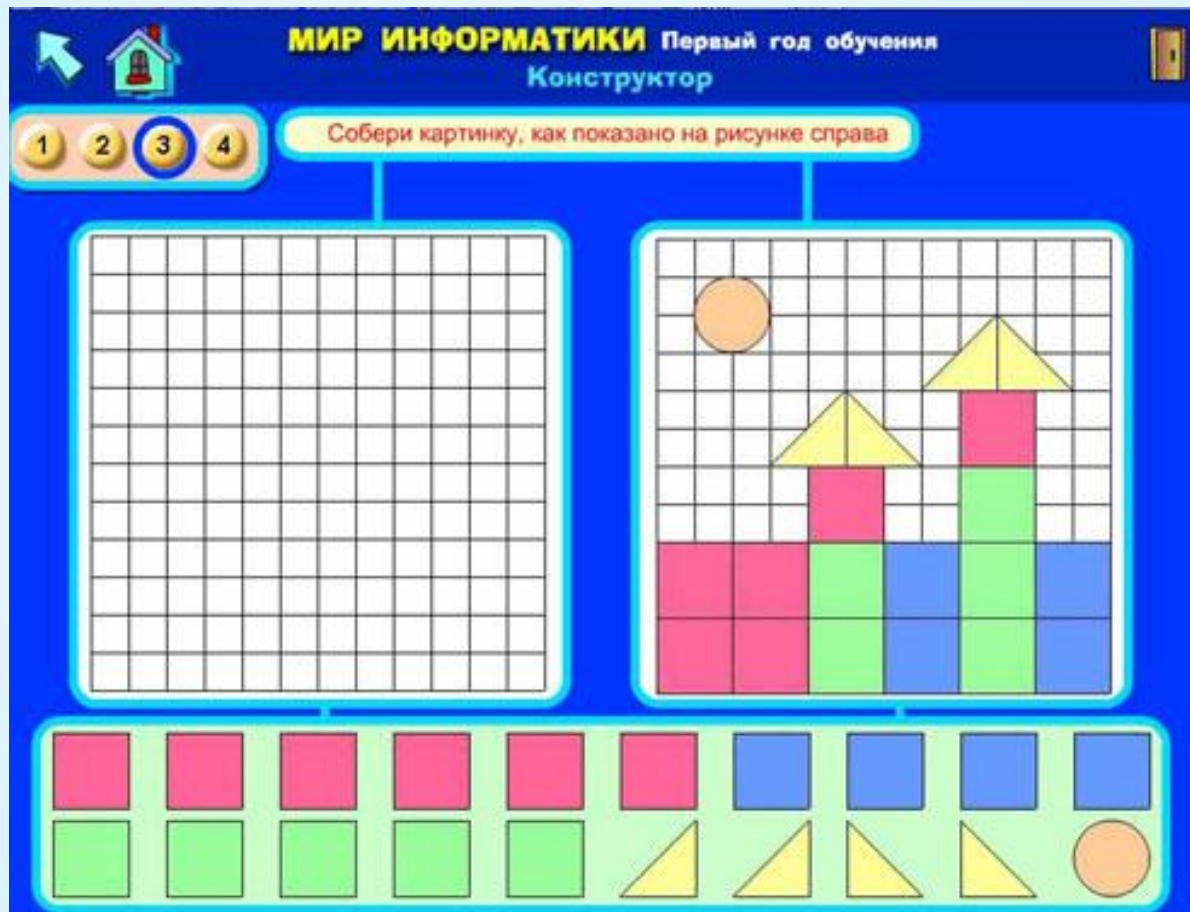 МИР ИНФОРМАТИКИ Первый год обучения
Конструктор
1 2 3 4
Собери картинку, как показано на рисунке справа